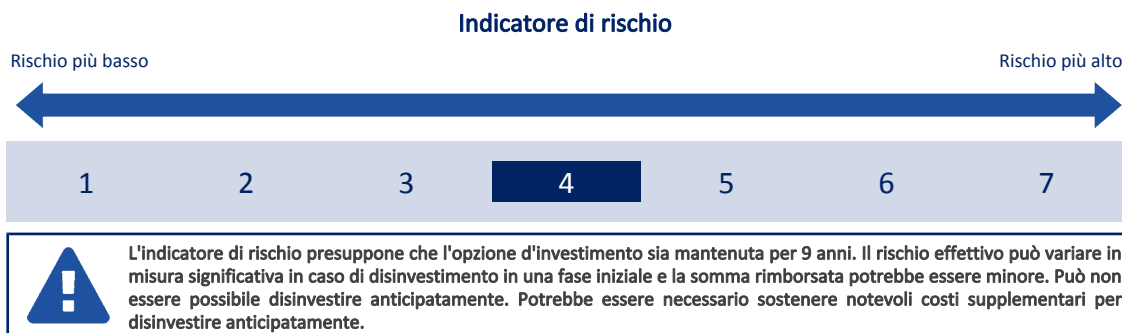 Indicatore di rischio
Rischio più basso
Rischio più alto
1 2 3 4 5 6 7
L'indicatore di rischio presuppone che l'opzione d'investimento sia mantenuta per 9 anni. Il rischio effettivo può variare in
misura significativa in caso di disinvestimento in una fase iniziale e la somma rimborsata potrebbe essere minore. Può non
essere possibile disinvestire anticipatamente. Potrebbe essere necessario sostenere notevoli costi supplementari per
disinvestire anticipatamente.